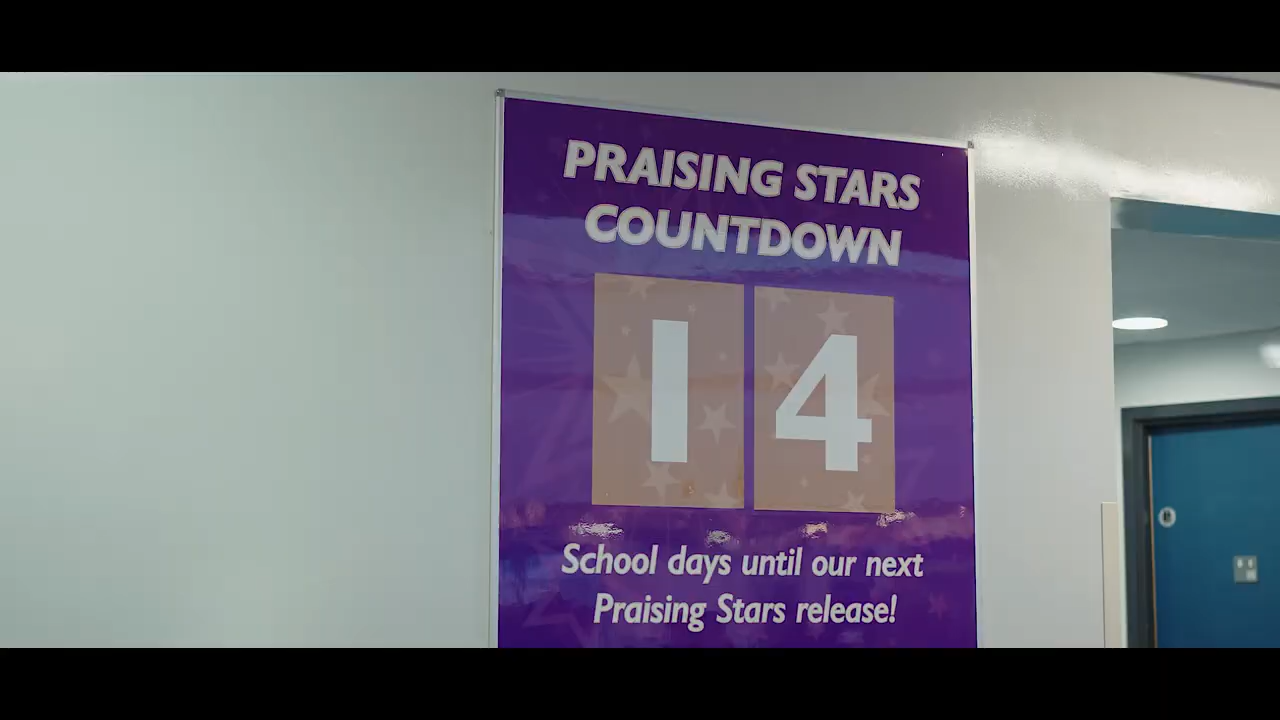 PRAISING STARS
COUNTDOWN
14
School days until our next
Praising Stars release!